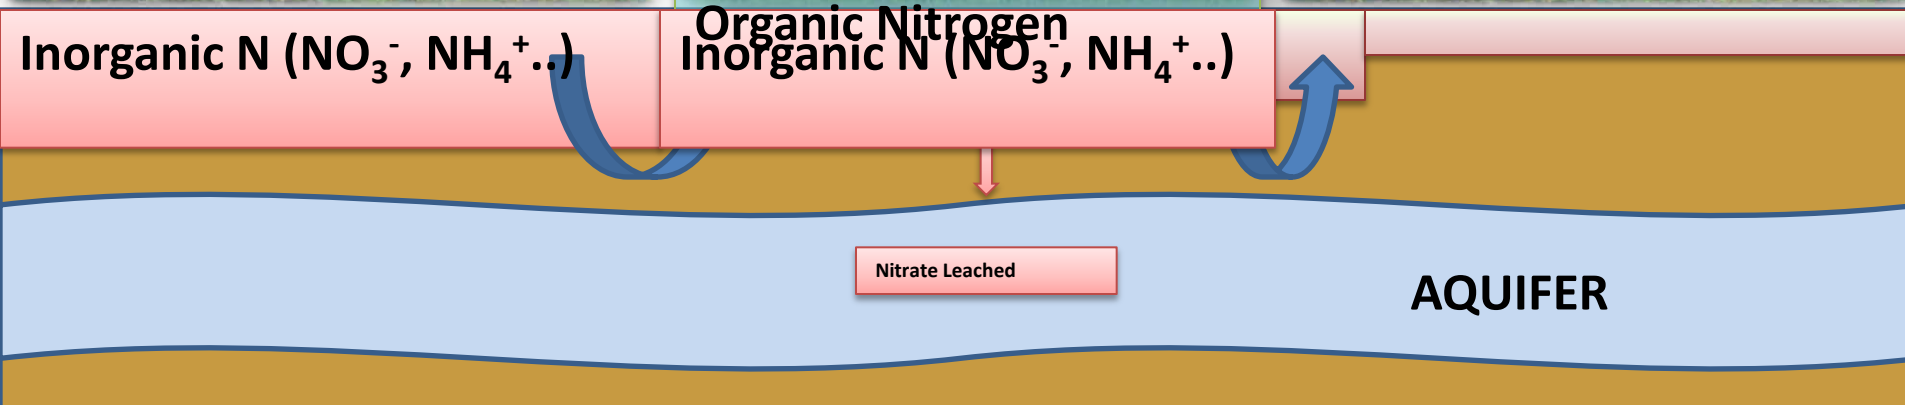 Organic Nitrogen
Inorganic N (NO₃⁻, NH₄⁺..)
Inorganic N (NO₃⁻, NH₄⁺..)
Nitrate Leached
AQUIFER